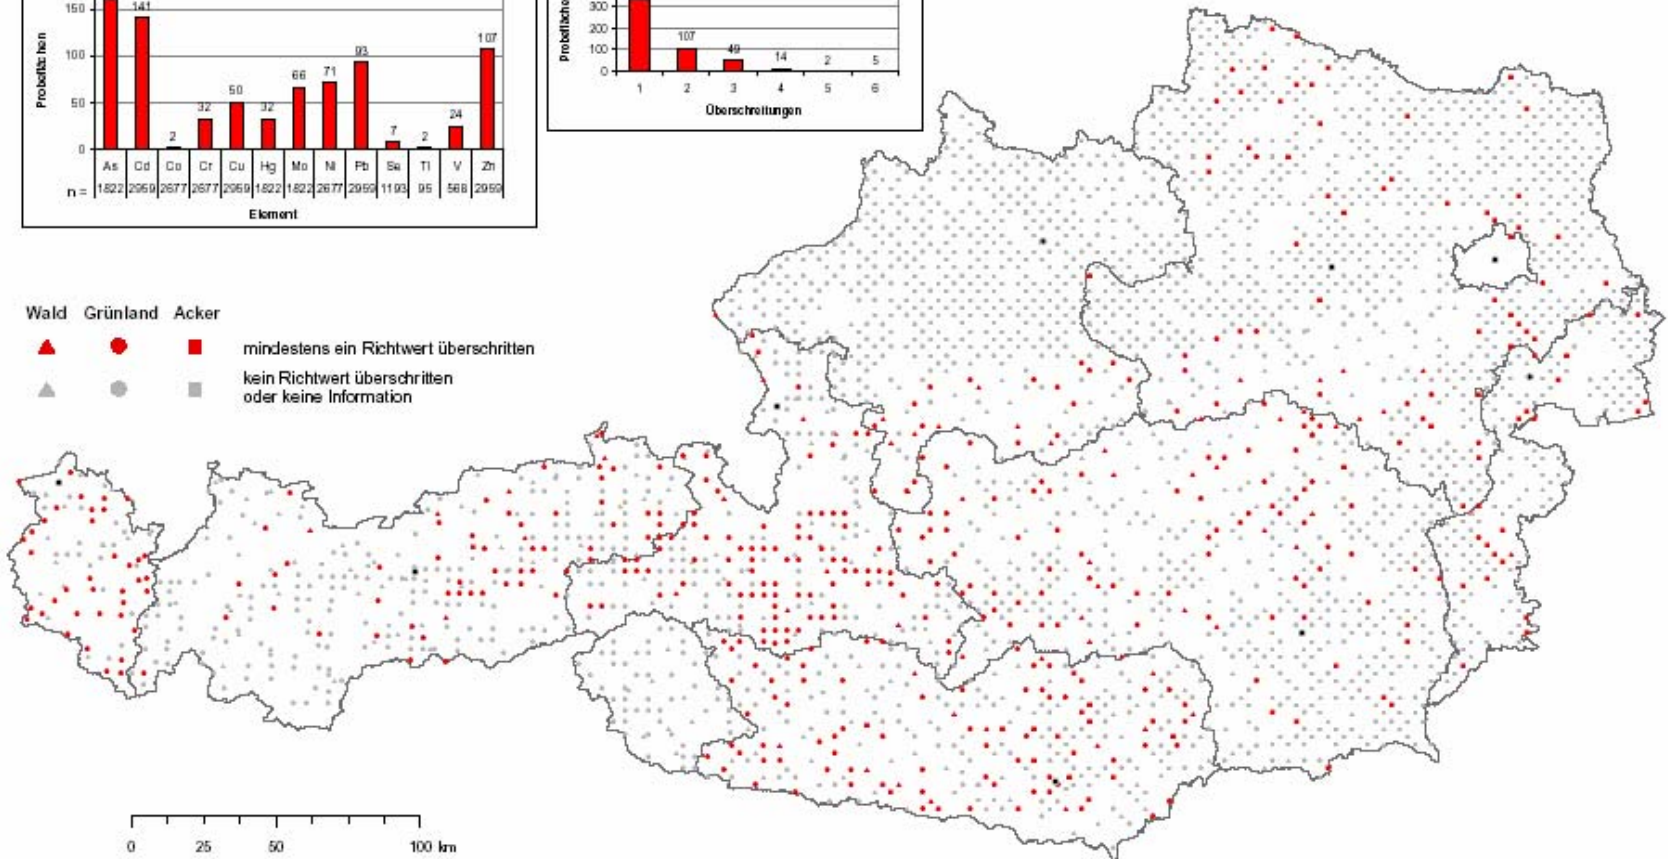 150
141
100
50
0
Probeflächen
2
32
50
32
66
71
93
7
2
24
107
As Cd Co Cr Cu Hg Mo Ni Pb Se Tl V Zn
n = 1822 2959 2677 2677 2959 1822 1822 2677 2959 1193 95 568 2959
Element
300
200
100
0
Probefläche
107
49
14
2
5
1 2 3 4 5 6
Überschreitungen
Wald Grünland Acker
mindestens ein Richtwert überschritten
kein Richtwert überschritten
oder keine Information
0 25 50 100 km